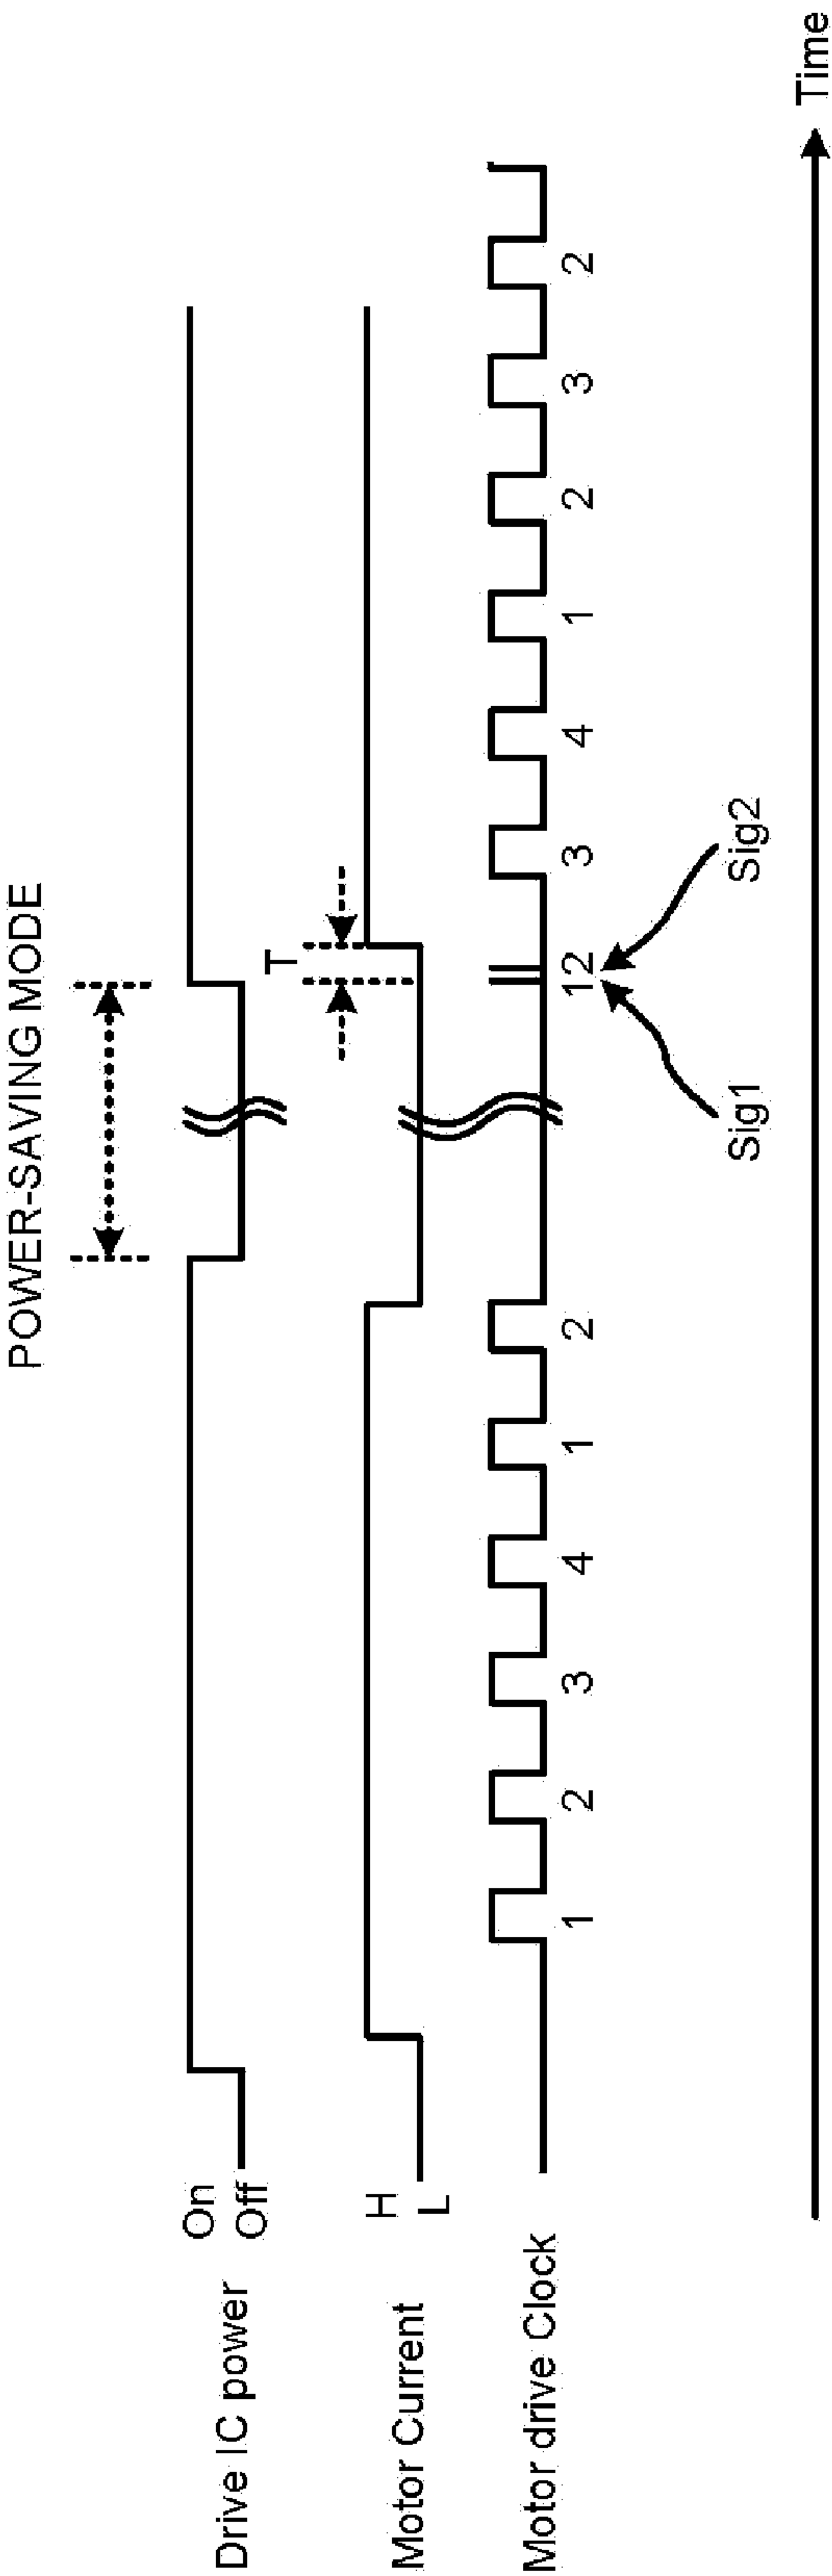 POWER-SAVING MODE
Drive IC power
On
Off
T
Motor Current
H
L
Motor drive Clock
1 2 3 4 1 2 12 3 4 1 2 3 2
Sig1 Sig2
Time